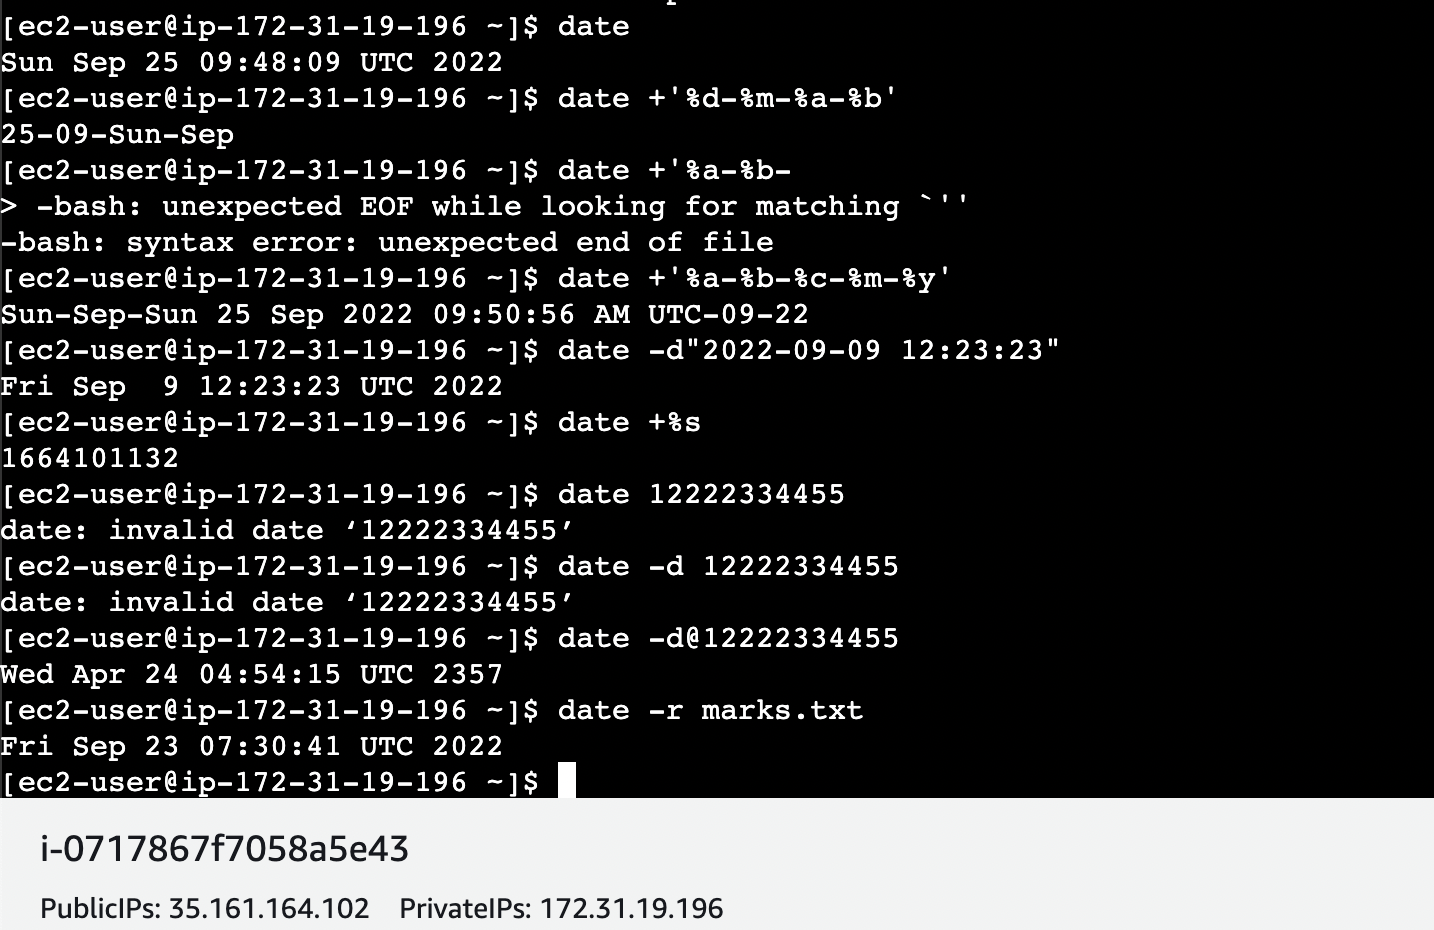 [ec2-user@ip-172-31-19-196 ~]$ date
Sun Sep 25 09:48:09 UTC 2022
[ec2-user@ip-172-31-19-196 ~]$ date +'%d-%m-%a-%b'
25-09-Sun-Sep
[ec2-user@ip-172-31-19-196 ~]$ date +'%a-%b-
> -bash: unexpected EOF while looking for matching `''
-bash: syntax error: unexpected end of file
[ec2-user@ip-172-31-19-196 ~]$ date +'%a-%b-%c-%m-%y'
Sun-Sep-Sun 25 Sep 2022 09:50:56 AM UTC-09-22
[ec2-user@ip-172-31-19-196 ~]$ date -d"2022-09-09 12:23:23"
Fri Sep  9 12:23:23 UTC 2022
[ec2-user@ip-172-31-19-196 ~]$ date +%s
1664101132
[ec2-user@ip-172-31-19-196 ~]$ date 12222334455
date: invalid date ‘12222334455’
[ec2-user@ip-172-31-19-196 ~]$ date -d 12222334455
date: invalid date ‘12222334455’
[ec2-user@ip-172-31-19-196 ~]$ date -d@12222334455
Wed Apr 24 04:54:15 UTC 2357
[ec2-user@ip-172-31-19-196 ~]$ date -r marks.txt
Fri Sep 23 07:30:41 UTC 2022
[ec2-user@ip-172-31-19-196 ~]$
i-0717867f7058a5e43
PublicIPs: 35.161.164.102 PrivateIPs: 172.31.19.196